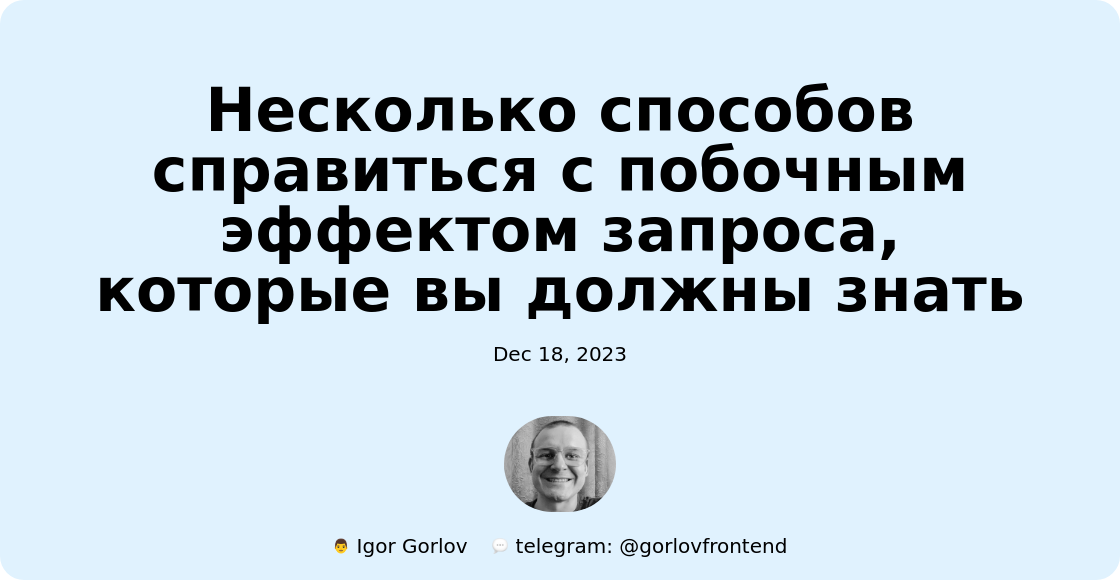 Несколько способов
справиться с побочным
эффектом запроса,
которые вы должны знать
Dec 18, 2023
👨 Igor Gorlov 💬 telegram: @gorlovfrontend